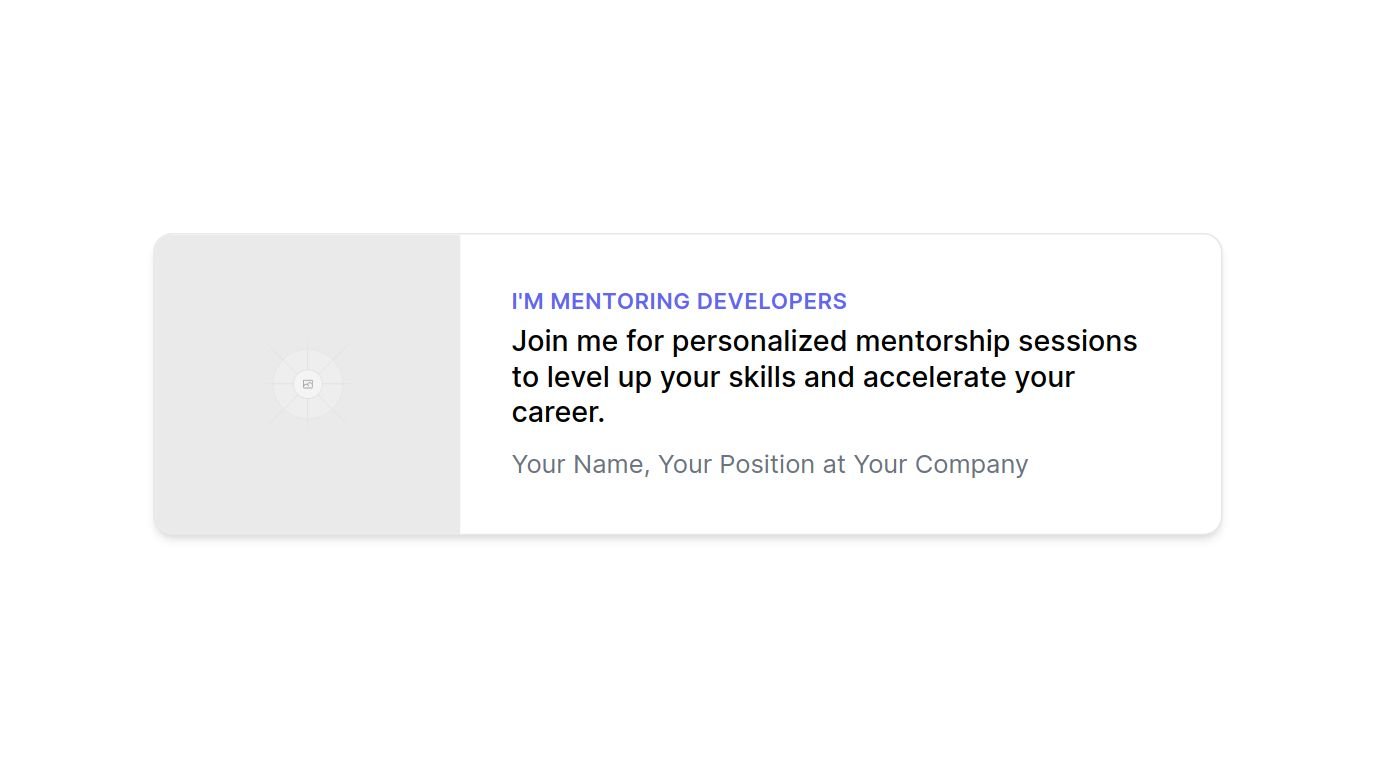 I'M MENTORING DEVELOPERS
Join me for personalized mentorship sessions
to level up your skills and accelerate your
career.
Your Name, Your Position at Your Company